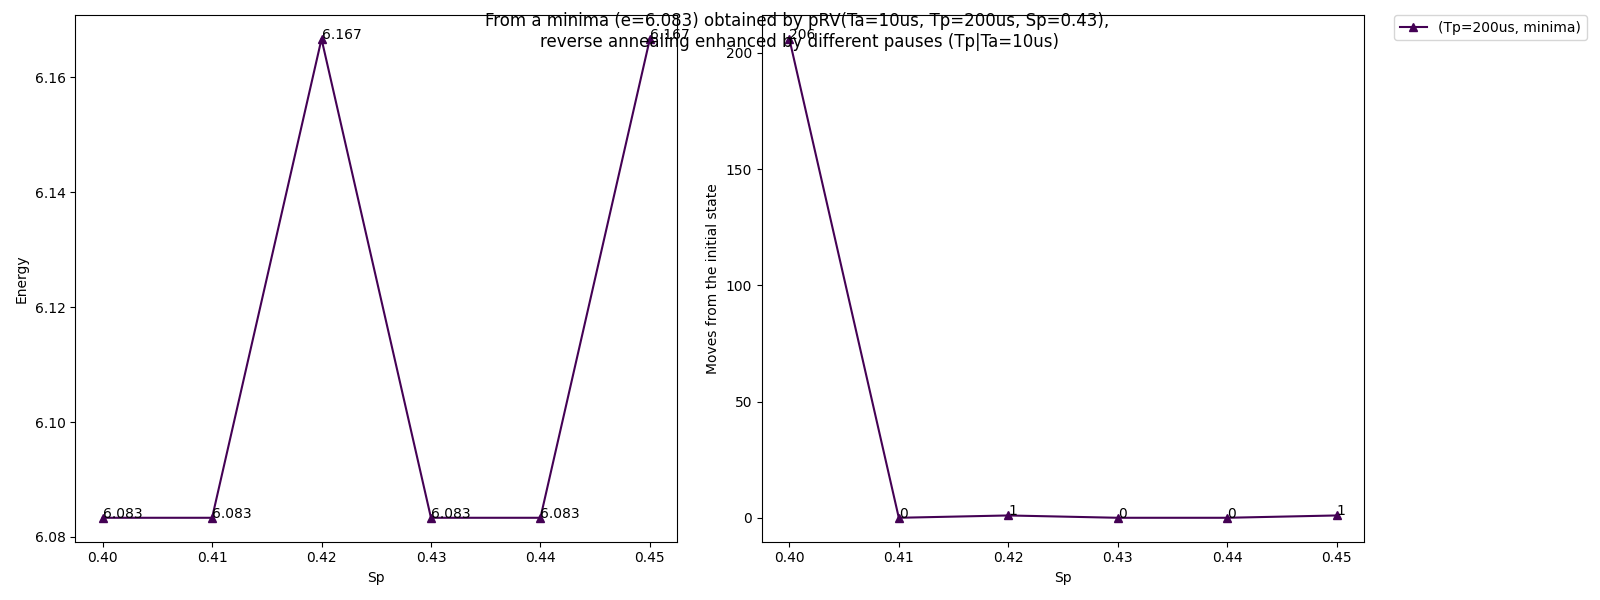 From a minima (e=6.083) obtained by pRV(Ta=10us, Tp=200us, Sp=0.43),
reverse annealing enhanced by different pauses (Tp|Ta=10us)
(Tp=200us, minima)
Energy
6.16
6.14
6.12
6.10
6.08
6.083
6.083
6.167
6.083
6.083
6.167
0.40 0.41 0.42 0.43 0.44 0.45
Sp
Moves from the initial state
200
150
100
50
0
206
0
1
0
0
1
0.40 0.41 0.42 0.43 0.44 0.45
Sp